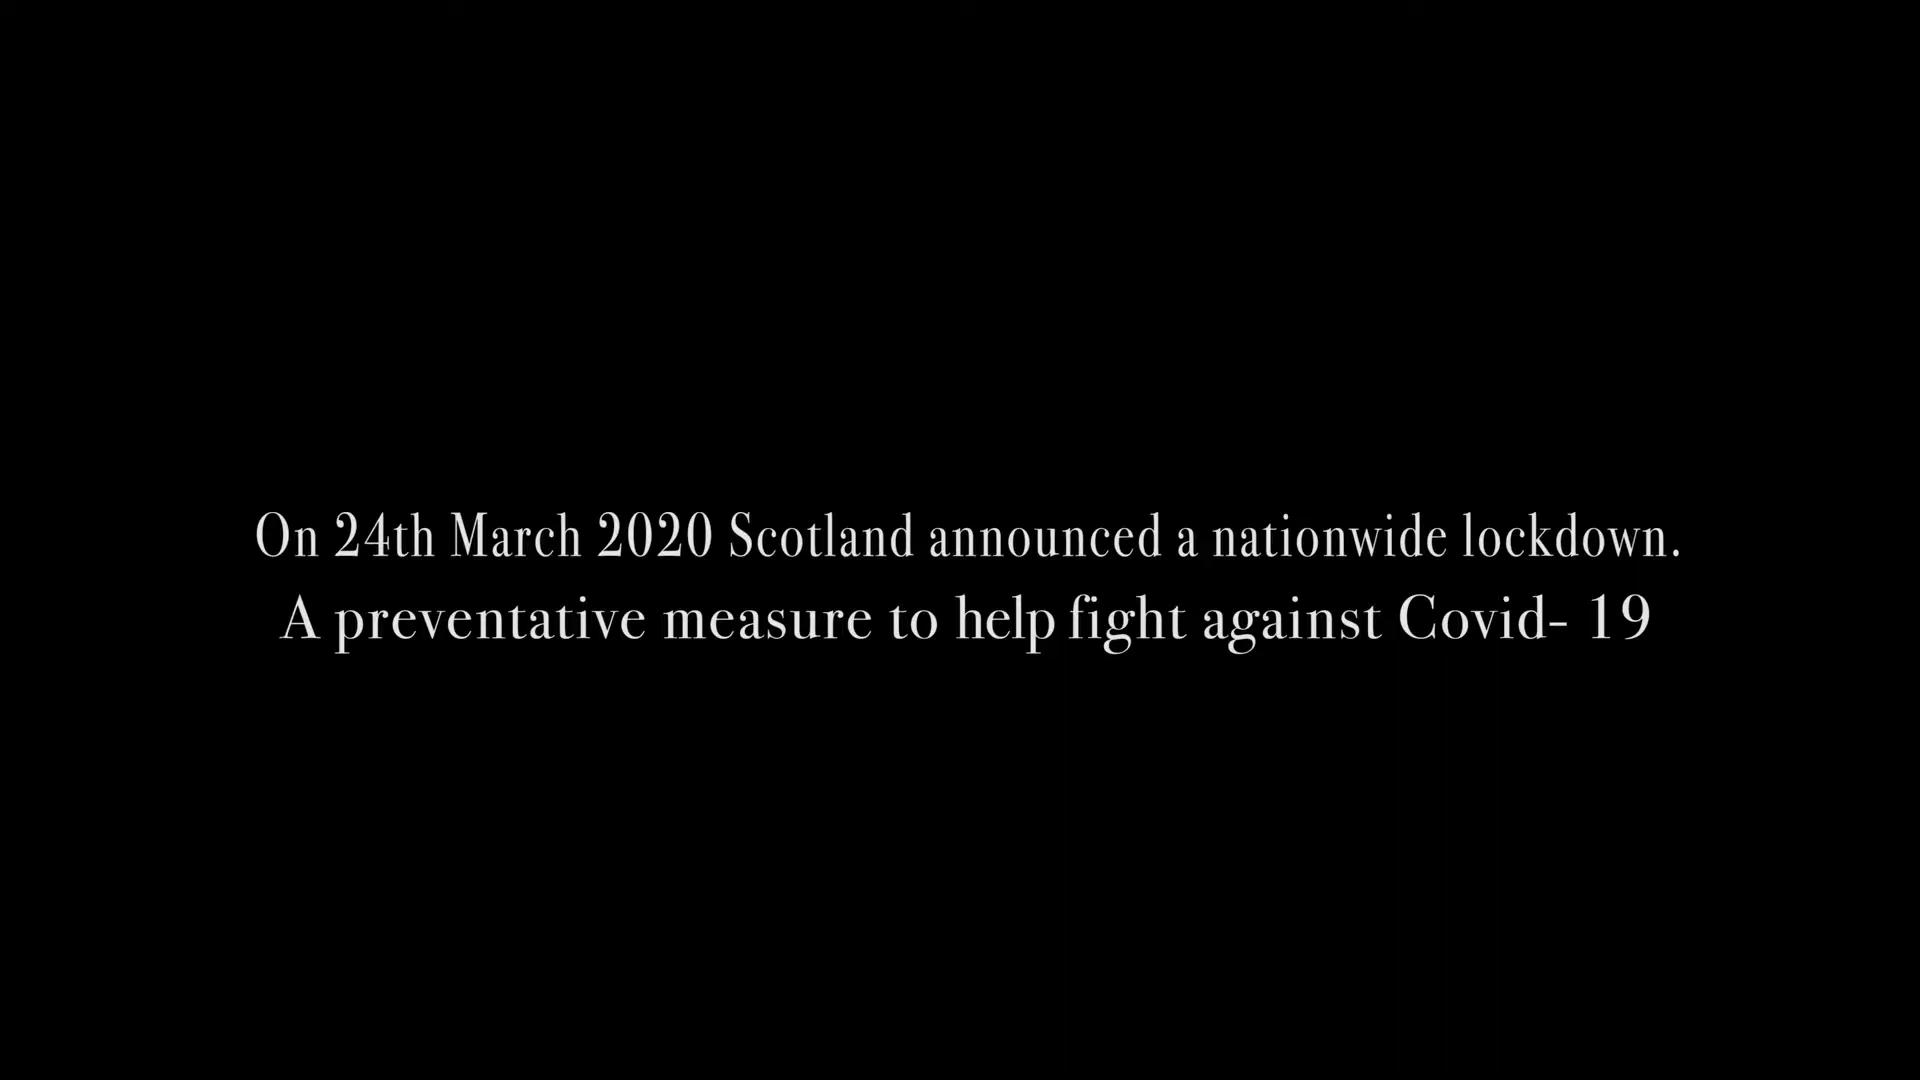 On 24th March 2020 Scotland announced a nationwide lockdown.
A preventative measure to help fight against Covid- 19